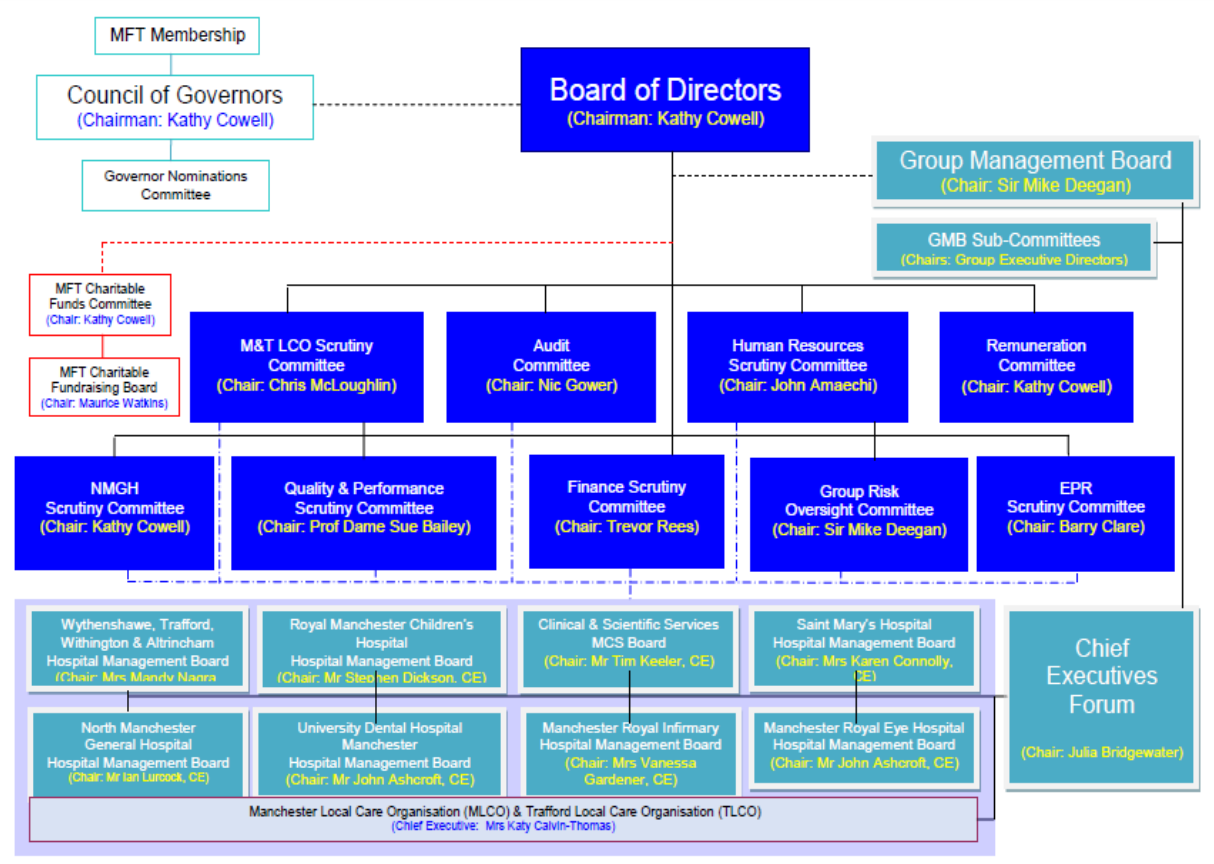 MFT Membership
Council of Governors
(Chairman: Kathy Cowell)
Governor Nominations
Committee
Board of Directors
(Chairman: Kathy Cowell)
Group Management Board
(Chair: Sir Mike Deegan)
GMB Sub-Committees
(Chairs: Group Executive Directors)
MFT Charitable
Funds Committee
(Chair: Kathy Cowell)
MFT Charitable
Fundraising Board
(Chair: Maurice Watkins)
M&T LCO Scrutiny
Committee
(Chair: Chris McLoughlin)
Audit
Committee
(Chair: Nic Gower)
Human Resources
Scrutiny Committee
(Chair: John Amaechi)
Remuneration
Committee
(Chair: Kathy Cowell)
NMGH
Scrutiny Committee
(Chair: Kathy Cowell)
Quality & Performance
Scrutiny Committee
(Chair: Prof Dame Sue Bailey)
Finance Scrutiny
Committee
(Chair: Trevor Rees)
Group Risk
Oversight Committee
(Chair: Sir Mike Deegan)
EPR
Scrutiny Committee
(Chair: Barry Clare)
Wythenshawe, Trafford,
Withington & Altrincham
Hospital Management Board
(Chair: Mrs Mandy Nagra
Royal Manchester Children's
Hospital
Hospital Management Board
(Chair: Mr Stephen Dickson. CE)
Clinical & Scientific Services
MCS Board
(Chair: Mr Tim Keeler, CE)
Saint Mary's Hospital
Hospital Management Board
(Chair: Mrs Karen Connolly,
CE)
North Manchester
General Hospital
Hospital Management Board
(Chair: Mr Ian Lurcock, CE)
University Dental Hospital
Manchester
Hospital Management Board
(Chair: Mr John Ashcroft, CE)
Manchester Royal Infirmary
Hospital Management Board
(Chair: Mrs Vanessa
Gardener, CE)
Manchester Royal Eye Hospital
Hospital Management Board
(Chair: Mr John Ashcroft, CE)
Chief
Executives
Forum
(Chair: Julia Bridgewater)
Manchester Local Care Organisation (MLCO) & Trafford Local Care Organisation (TLCO)
(Chief Executive: Mrs Katy Calvin-Thomas)